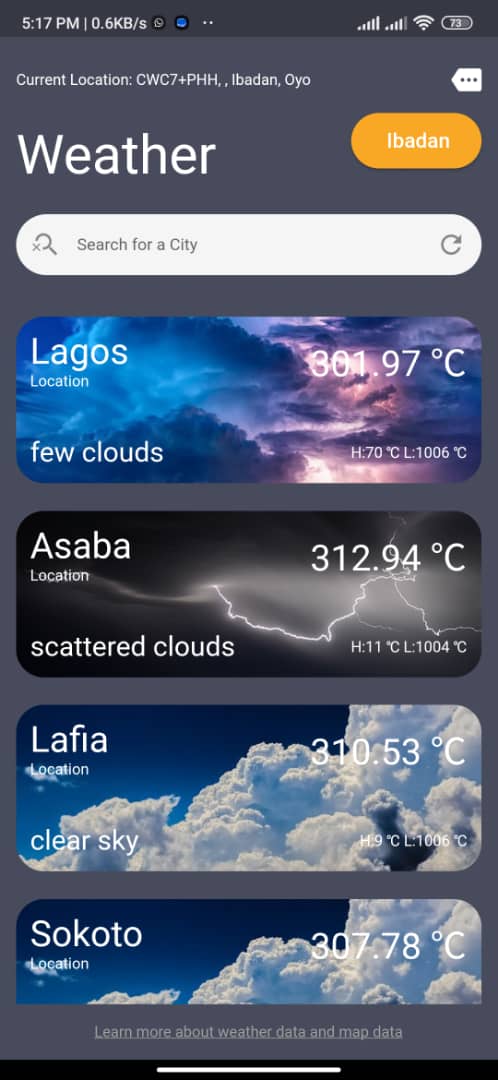 5:17 PM | 0.6KB/s
73
Current Location: CWC7+PHH, , Ibadan, Oyo
Weather
Ibadan
Search for a City
Lagos
301.97 °C
Location
few clouds
H:70 ℃ L:1006 ℃
Asaba
312.94 °C
Location
scattered clouds
H:11 ℃ L:1004 ℃
Lafia
310.53 °C
Location
clear sky
H:9 ℃ L:1006 ℃
Sokoto
307.78 °C
Location
Learn more about weather data and map data